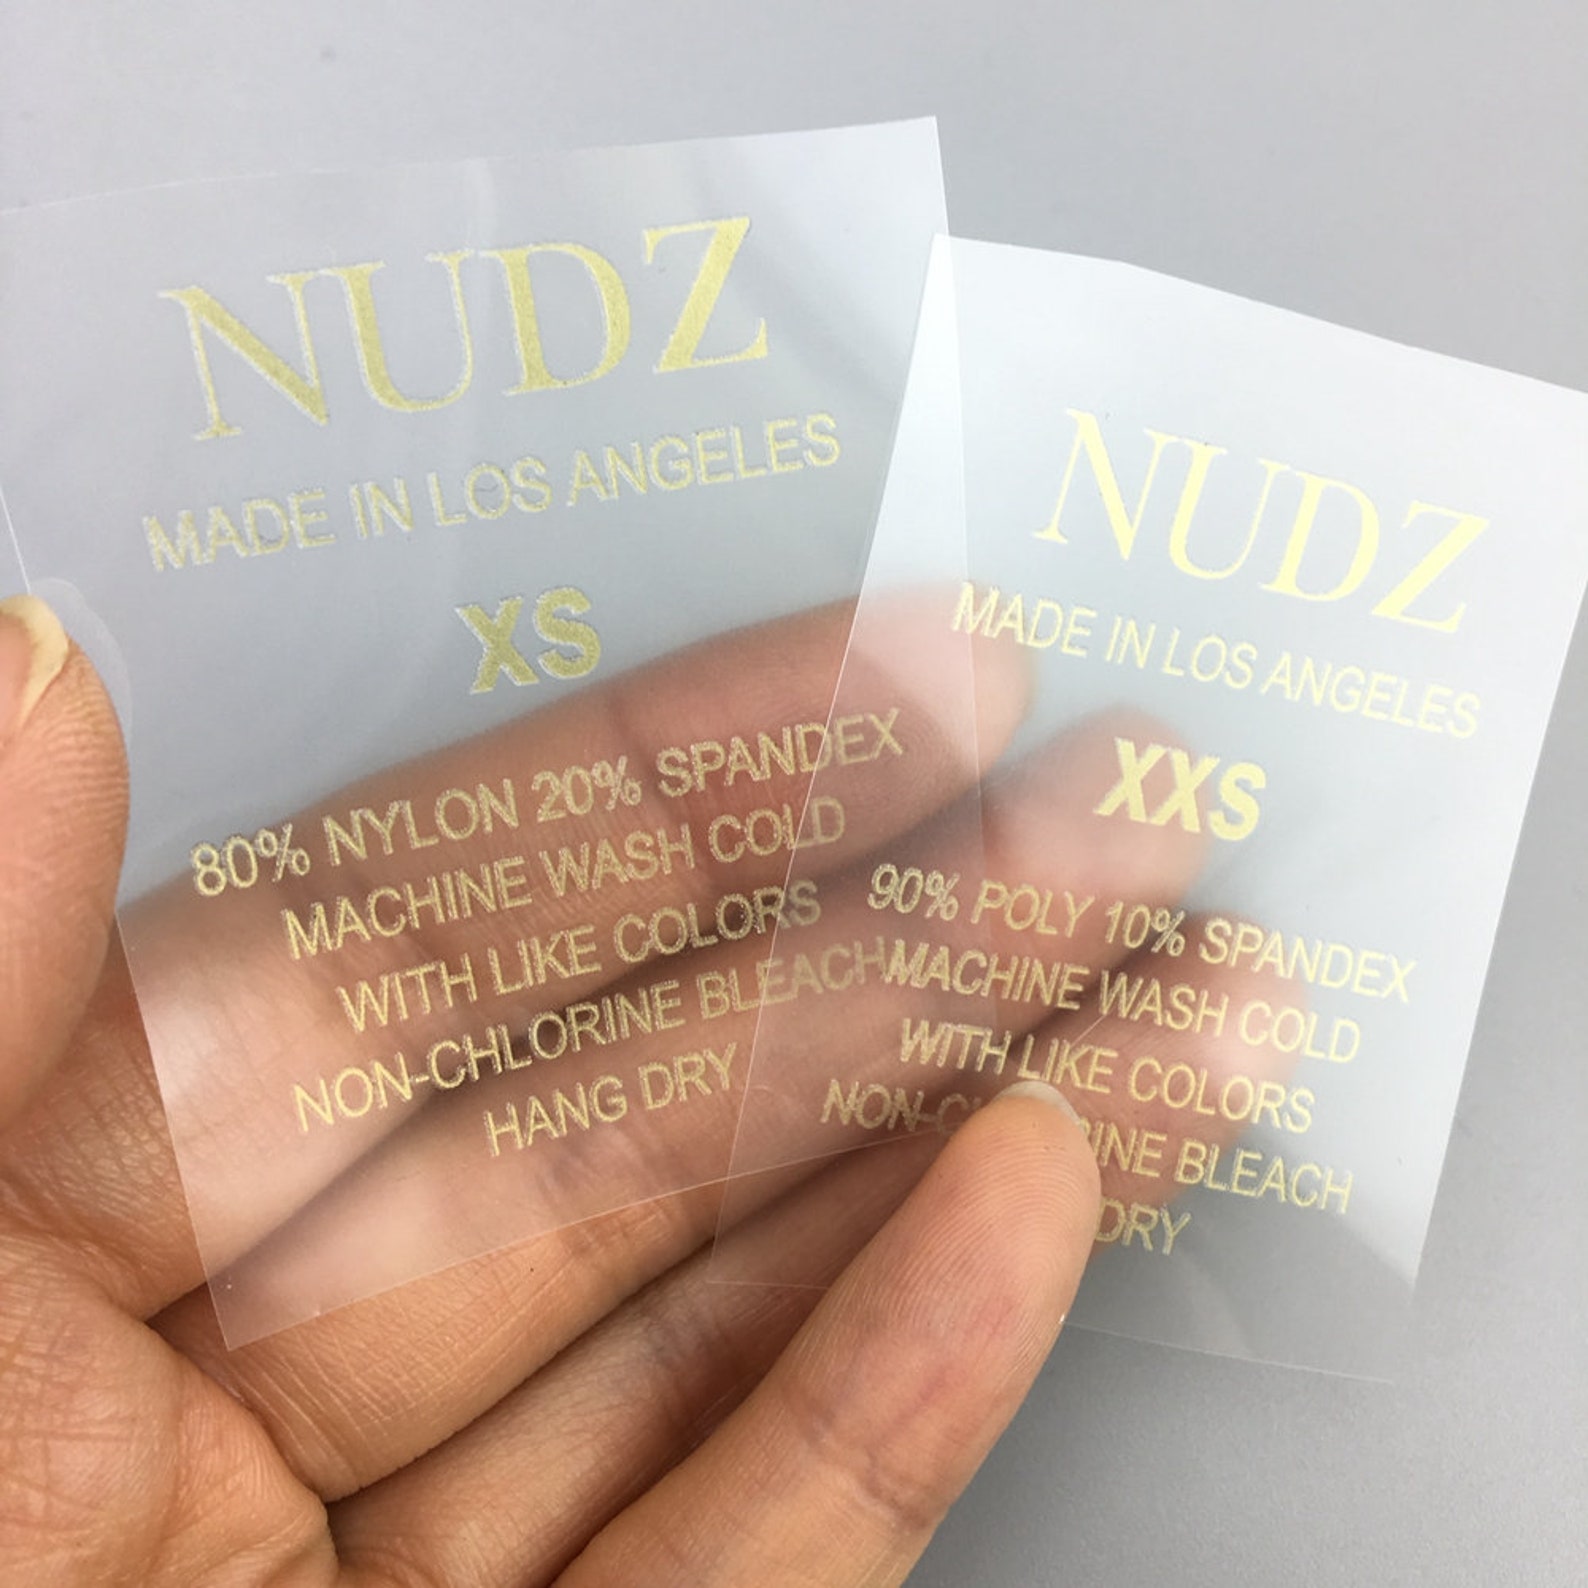 NUDZ
MADE IN LOS ANGELES
XS
80% NYLON 20% SPANDEX
MACHINE WASH COLD
WITH LIKE COLORS
NON-CHLORINE BLEACH
HANG DRY
NUDZ
MADE IN LOS ANGELES
XXS
90% POLY 10% SPANDEX
MACHINE WASH COLD
WITH LIKE COLORS
BLEACH
DRY